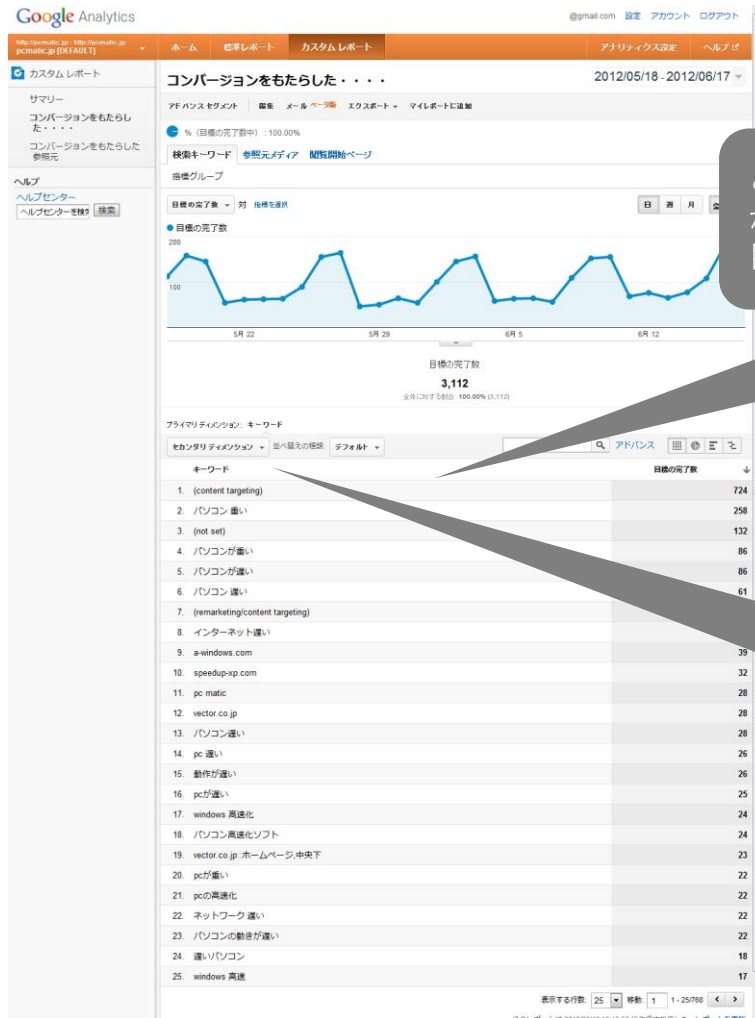 Google Analytics
@gmail.com 設定 アカウント ログアウト
http://pcmatic.jp - http://pcmatic.jp
pcmatic.jp [DEFAULT]
ホーム 標準レポート カスタム レポート アナリティクス設定 ヘルプ
カスタム レポート
サマリー
コンバージョンをもたらし
た・・・・
コンバージョンをもたらした
参照元
ヘルプ
ヘルプセンター
検索
コンバージョンをもたらした・・・・
2012/05/18 - 2012/06/17
アドバンス セグメント 編集 メール ベータ版 エクスポート マイレポートに追加
% (目標の完了数中) : 100.00%
検索キーワード 参照元メディア 閲覧開始ページ
指標グループ
目標の完了数 対 指標を選択 日 週 月
目標の完了数
200
100
5月 22 5月 29 6月 5 6月 12
目標の完了数
3,112
全体に対する割合: 100.00% (3,112)
プライマリ ディメンション: キーワード
セカンダリ ディメンション 並べ替えの種類: デフォルト アドバンス
キーワード 目標の完了数 ↓
1. (content targeting) 724
2. パソコン 重い 258
3. (not set) 132
4. パソコンが重い 86
5. パソコンが遅い 86
6. パソコン 遅い 61
7. (remarketing/content targeting)
8. インターネット遅い
9. a-windows.com 39
10. speedup-xp.com 32
11. pc matic 28
12. vector.co.jp 28
13. パソコン遅い 28
14. pc 遅い 26
15. 動作が遅い 26
16. pcが遅い 25
17. windows 高速化 24
18. パソコン高速化ソフト 24
19. vector.co.jp::ホームページ,中央下 23
20. pcが重い 22
21. pcの高速化 22
22. ネットワーク 遅い 22
23. パソコンの動きが遅い 22
24. 遅いパソコン 18
25. windows 高速 17
表示する行数: 25 移動: 1 1 - 25/768